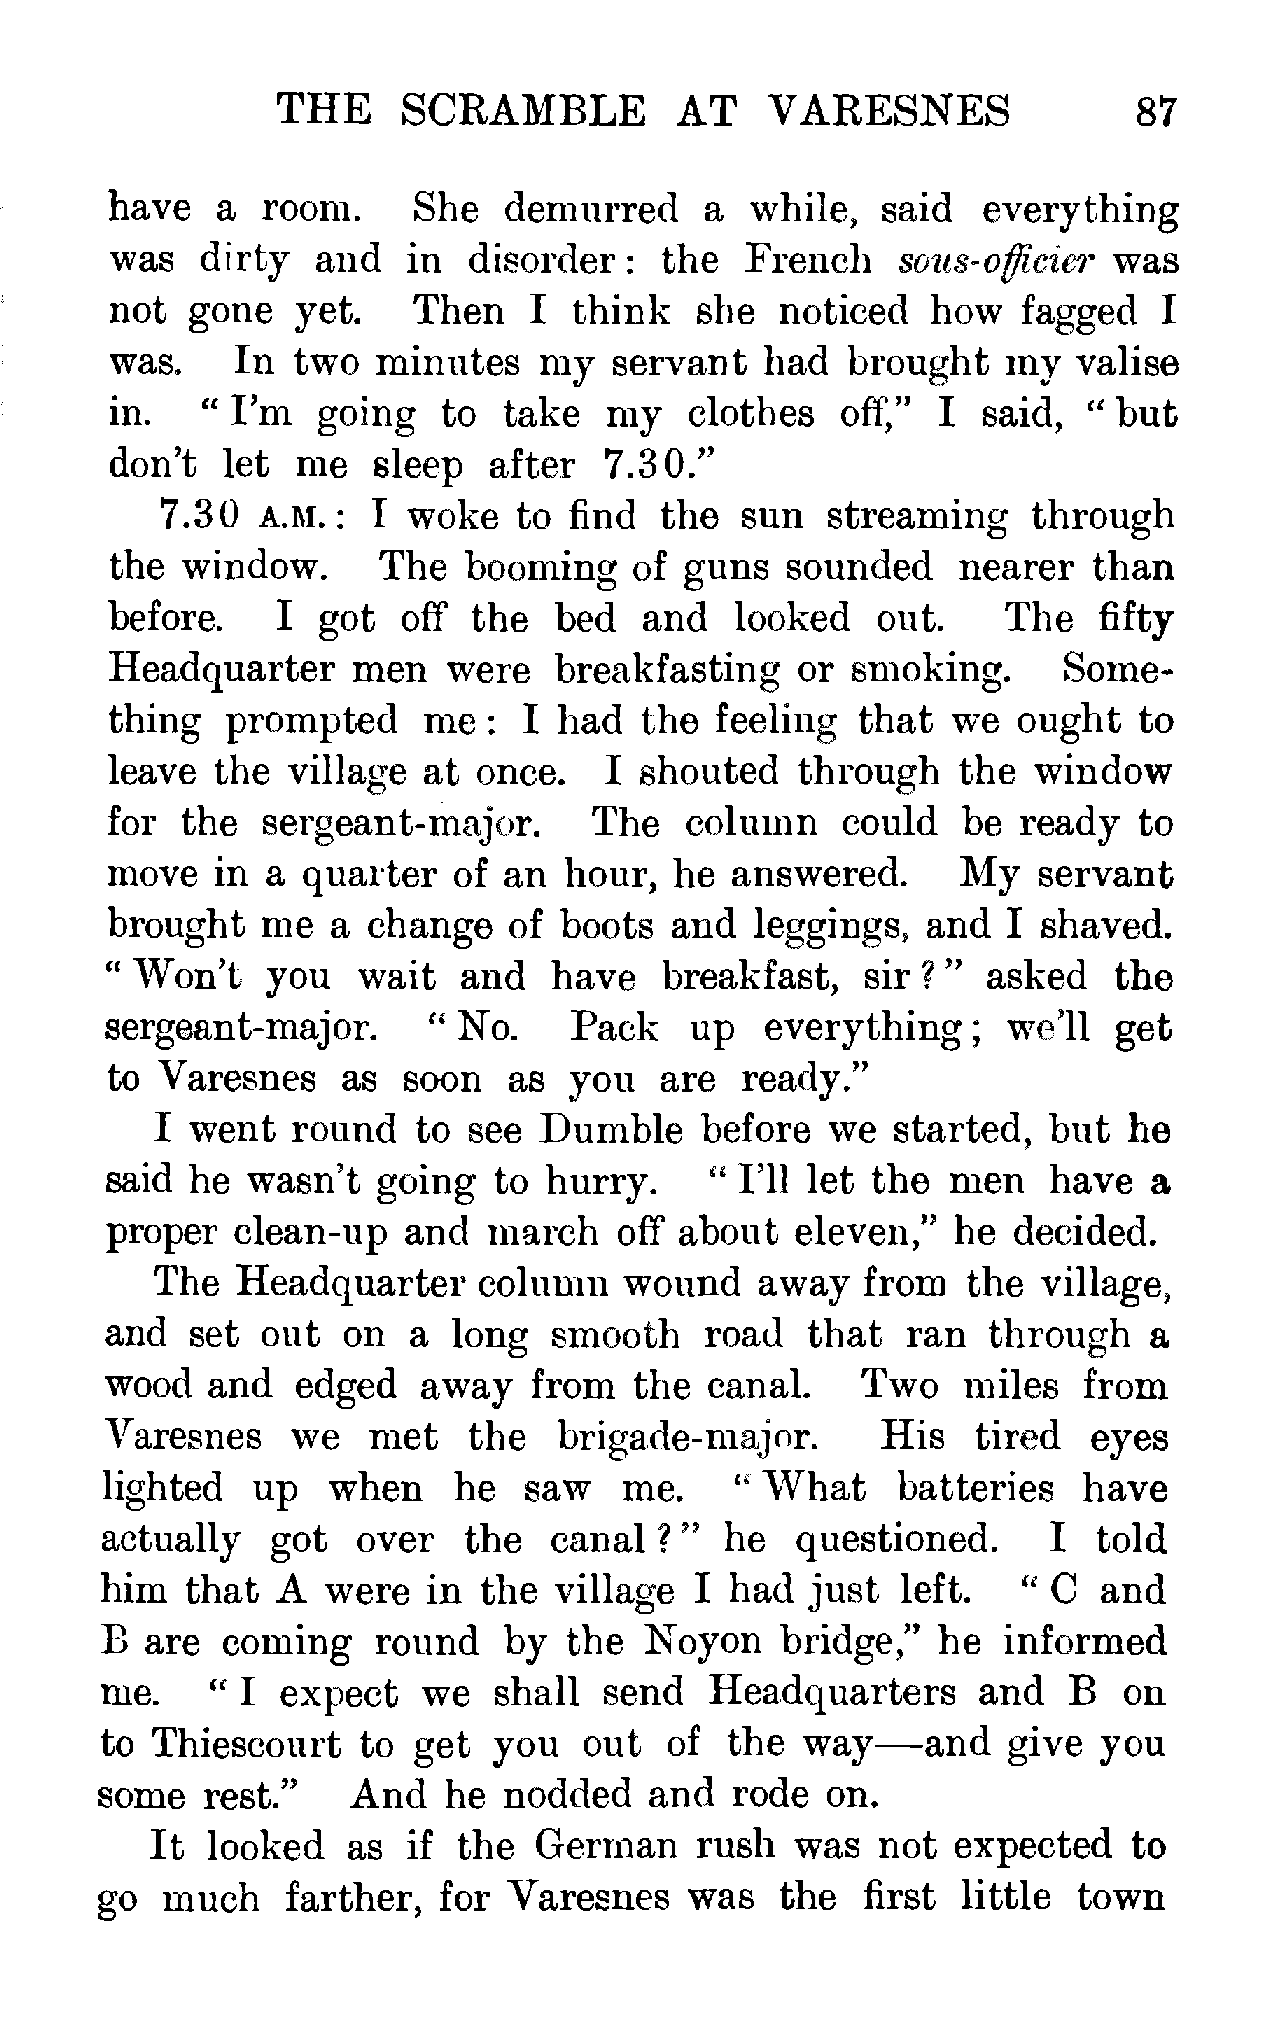 THE SCRAMBLE AT VARESNES 87
have a room. She demurred a while, said everything
was dirty and in disorder : the French sous-officier was
not gone yet. Then I think she noticed how fagged I
was. In two minutes my servant had brought my valise
in. “ I’m going to take my clothes off,” I said, “ but
don’t let me sleep after 7.30.”
7.30 A.M. : I woke to find the sun streaming through
the window. The booming of guns sounded nearer than
before. I got off the bed and looked out. The fifty
Headquarter men were breakfasting or smoking. Some-
thing prompted me : I had the feeling that we ought to
leave the village at once. I shouted through the window
for the sergeant-major. The column could be ready to
move in a quarter of an hour, he answered. My servant
brought me a change of boots and leggings, and I shaved.
“ Won’t you wait and have breakfast, sir ? ” asked the
sergeant-major. “ No. Pack up everything ; we’ll get
to Varesnes as soon as you are ready.”
I went round to see Dumble before we started, but he
said he wasn’t going to hurry. “ I’ll let the men have a
proper clean-up and march off about eleven,” he decided.
The Headquarter column wound away from the village,
and set out on a long smooth road that ran through a
wood and edged away from the canal. Two miles from
Varesnes we met the brigade-major. His tired eyes
lighted up when he saw me. “ What batteries have
actually got over the canal ? ” he questioned. I told
him that A were in the village I had just left. “ C and
B are coming round by the Noyon bridge,” he informed
me. “ I expect we shall send Headquarters and B on
to Thiescourt to get you out of the way—and give you
some rest.” And he nodded and rode on.
It looked as if the German rush was not expected to
go much farther, for Varesnes was the first little town